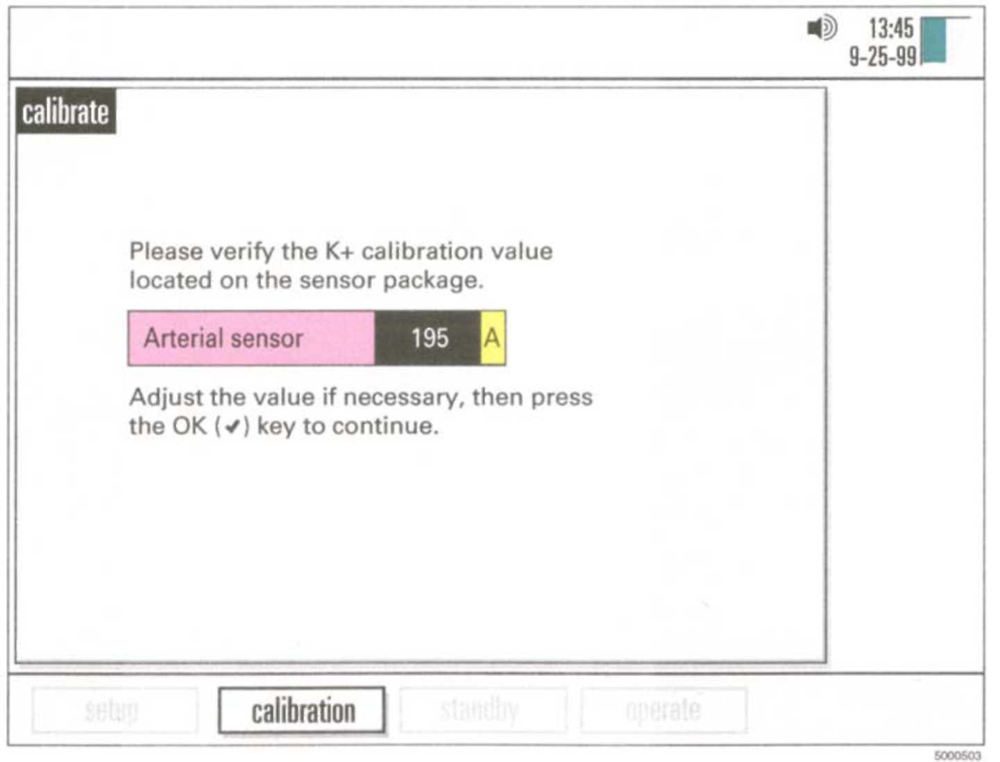 13:45
9-25-99
calibrate
Please verify the K+ calibration value
located on the sensor package.
Arterial sensor 195 A
Adjust the value if necessary, then press
the OK (✔) key to continue.
setup calibration standby operate
5000503